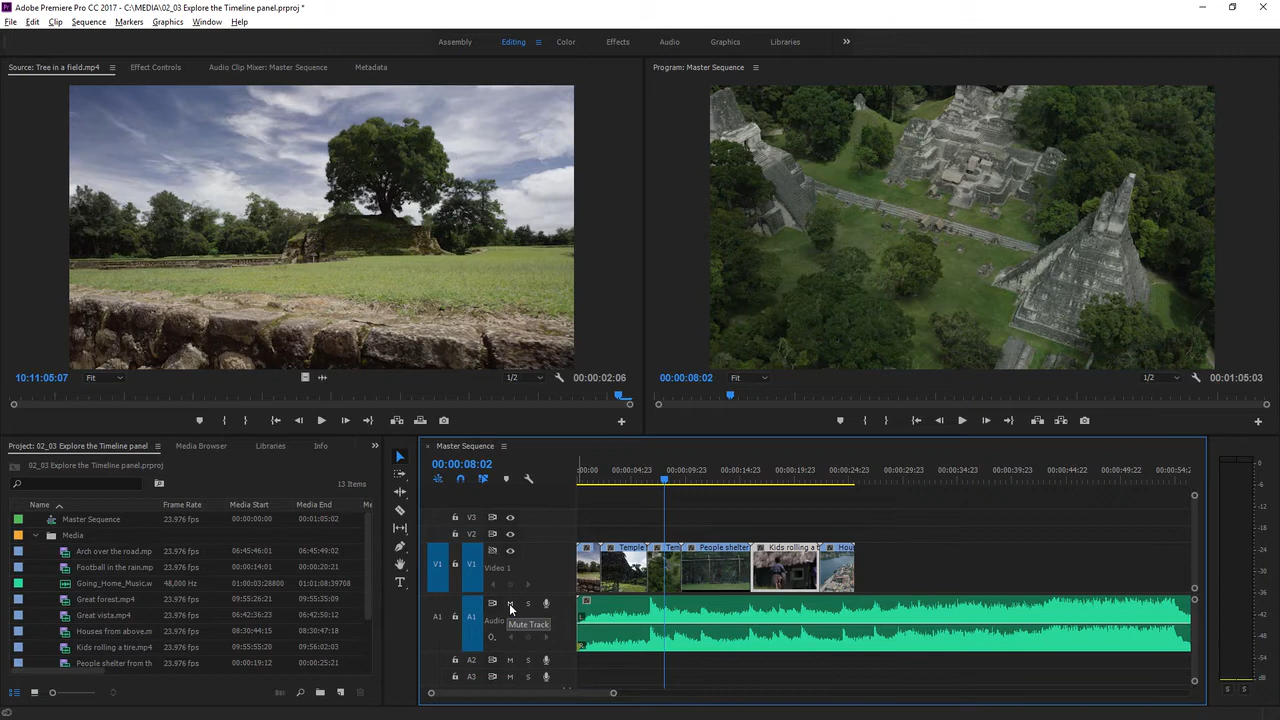 Adobe Premiere Pro CC 2017 - C:\MEDIA\02_03 Explore the Timeline panel.prproj *
File Edit Clip Sequence Markers Graphics Window Help
Assembly Editing Color Effects Audio Graphics Libraries
Source: Tree in a field.mp4 Effect Controls Audio Clip Mixer: Master Sequence Metadata
Program: Master Sequence
10:11:05:07 Fit 1/2 00:00:02:06
00:00:08:02 Fit 1/2 00:01:05:03
Project: 02_03 Explore the Timeline panel Media Browser Libraries Info
02_03 Explore the Timeline panel.prproj
13 Items
Name Frame Rate Media Start Media End Me
Master Sequence 23.976 fps 00:00:00:00 00:01:05:02
Media
Arch over the road.mp 23.976 fps 06:45:46:01 06:45:49:02
Football in the rain.mp 23.976 fps
Going_Home_Music.w 48,000 Hz 00:01:03:28800 00:01:08:39708
Great forest.mp4 23.976 fps 09:55:26:21 09:55:35:09
Great vista.mp4 23.976 fps 06:34:23:15 06:42:50:12
Houses from above.m 23.976 fps 08:30:44:15 08:30:47:18
Kids rolling a tire.mp4 23.976 fps 09:55:55:20 09:56:02:03
People shelter from th 23.976 fps 00:00:19:12 00:00:25:21
Master Sequence
00:00:08:02
:00:00 00:00:04:23 00:00:09:23 00:00:14:23 00:00:19:23 00:00:24:23 00:00:29:23 00:00:34:23 00:00:39:23 00:00:44:22 00:00:49:22 00:00:54:2
V3
V2
V1 V1
Video 1
Temple Tem People shelter Kids rolling a t Hou
A1 A1 M S
Audio
Mute Track
L
R
A2 M S
A3 M S
0
-6
-12
-18
-24
-30
-36
-42
-48
-54
dB
S S